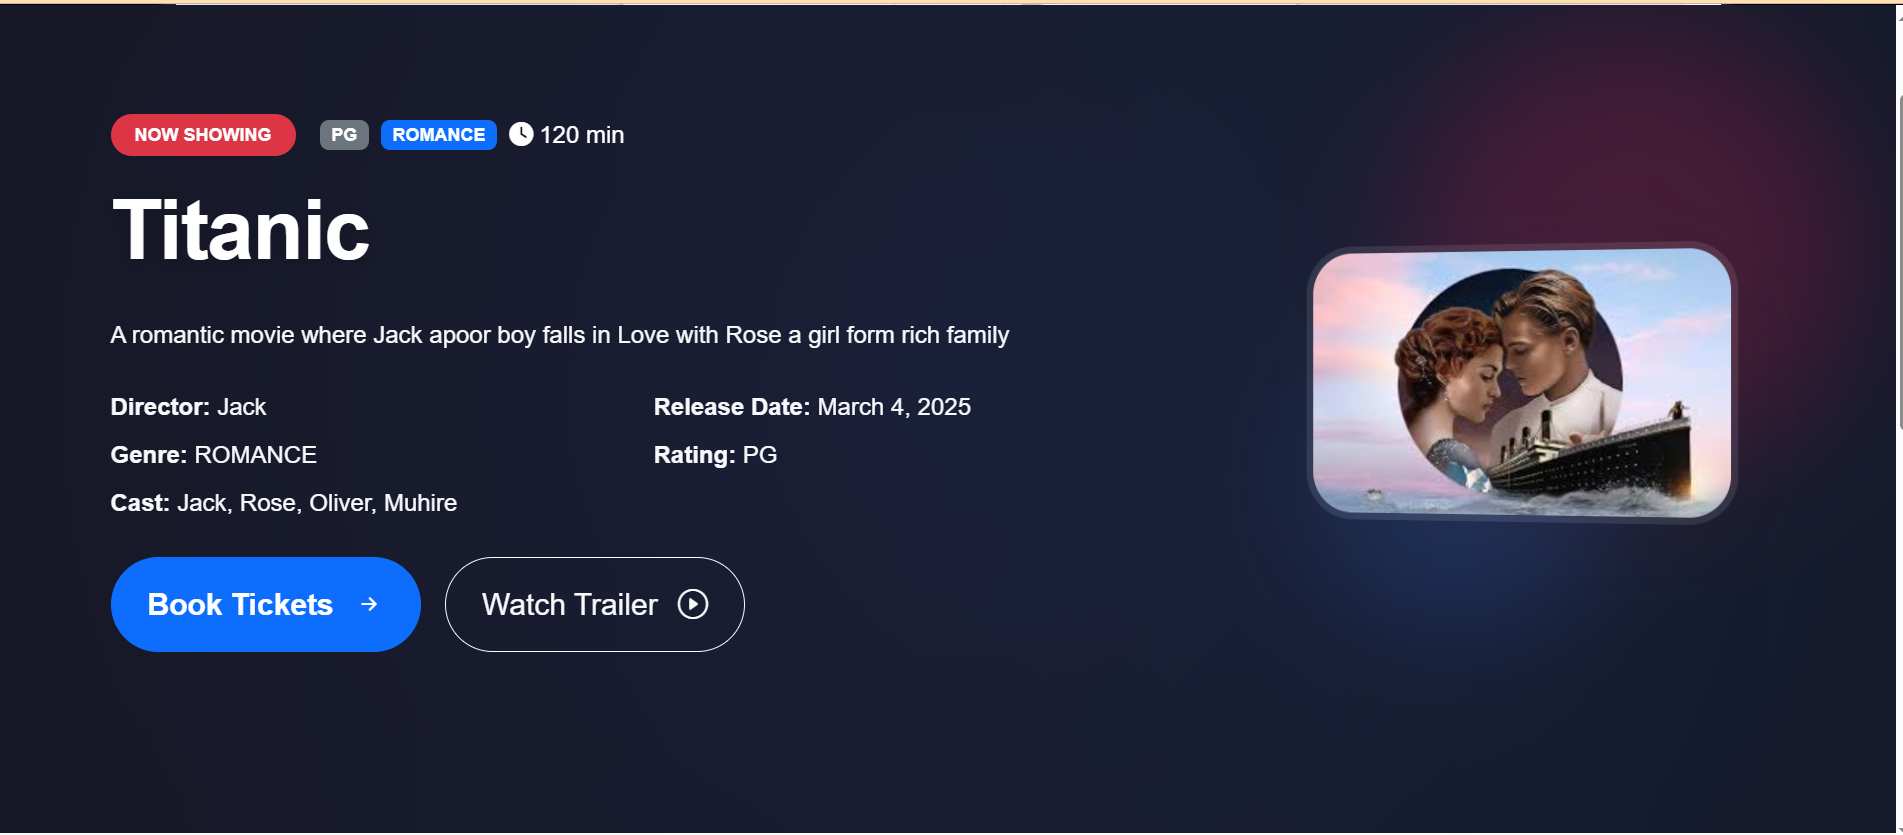 NOW SHOWING PG ROMANCE 120 min
Titanic
A romantic movie where Jack apoor boy falls in Love with Rose a girl form rich family
Director: Jack
Release Date: March 4, 2025
Genre: ROMANCE
Rating: PG
Cast: Jack, Rose, Oliver, Muhire
Book Tickets
Watch Trailer